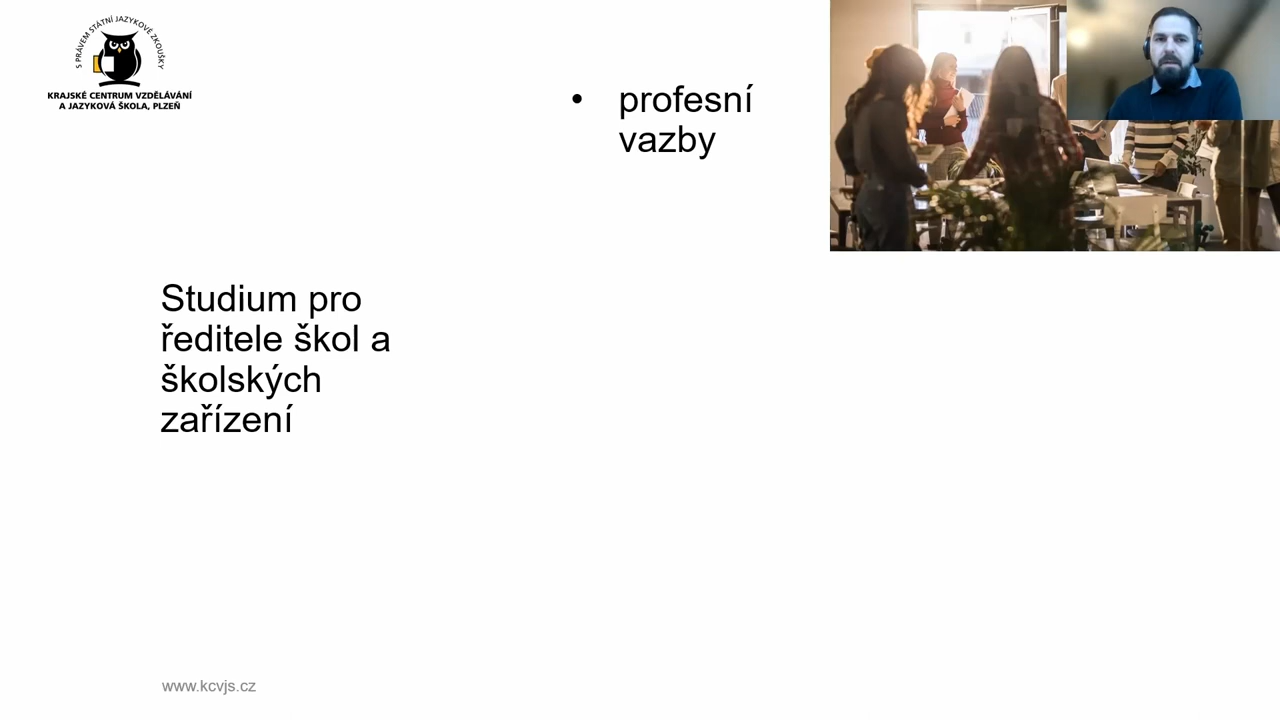 S PRÁVEM STÁTNÍ JAZYKOVÉ ZKOUŠKY
KRAJSKÉ CENTRUM VZDĚLÁVÁNÍ
A JAZYKOVÁ ŠKOLA, PLZEŇ
• profesní
vazby
Studium pro
ředitele škol a
školských
zařízení
www.kcvjs.cz